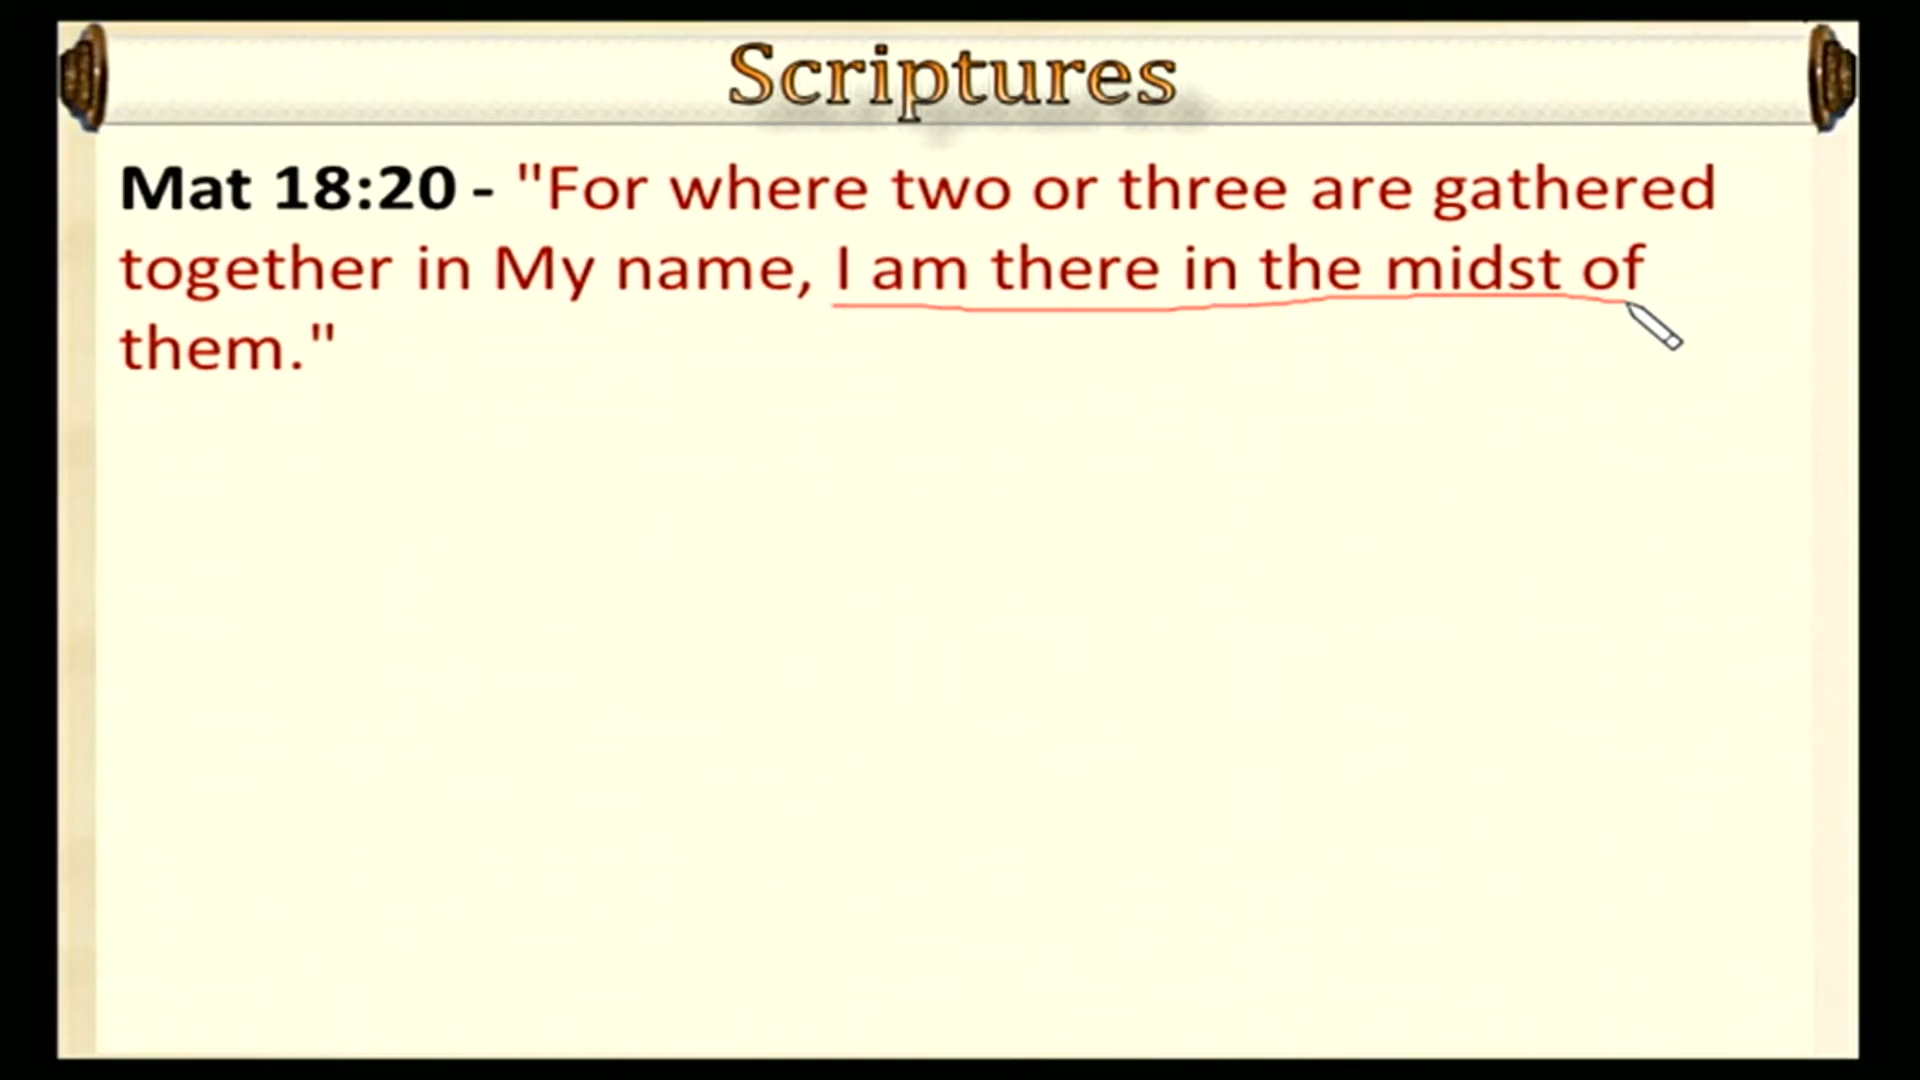 Scriptures
Mat 18:20 - "For where two or three are gathered
together in My name, I am there in the midst of
them."